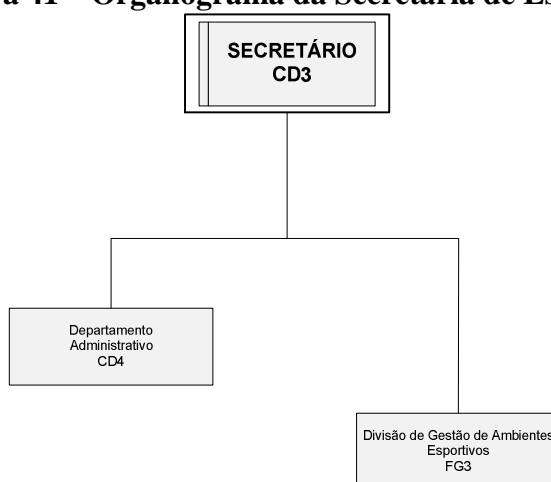 41 – Organograma da Secretaria de
SECRETÁRIO
CD3
Departamento
Administrativo
CD4
Divisão de Gestão de Ambientes
Esportivos
FG3